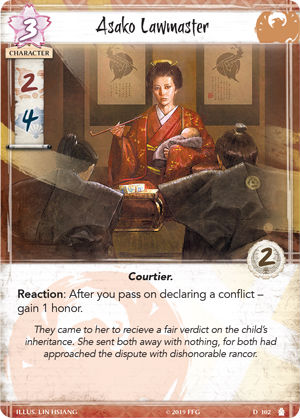 3
Asako Lawmaster
CHARACTER
2
4
2
Courtier.
Reaction: After you pass on declaring a conflict –
gain 1 honor.
They came to her to recieve a fair verdict on the child's
inheritance. She sent both away with nothing, for both had
approached the dispute with dishonorable rancor.
ILLUS. LIN HSIANG
© 2019 FFG
D 102